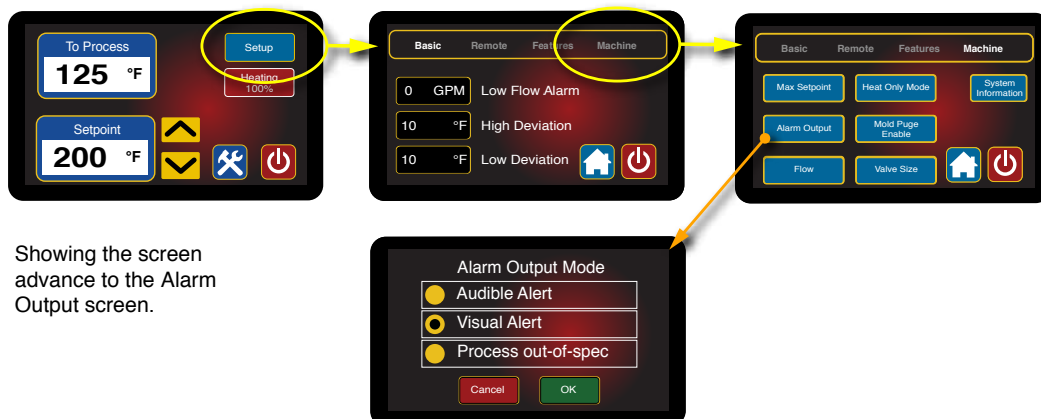 To Process
125 °F
Setup
Heating
100%
Setpoint
200 °F
Basic Remote Features Machine
0 GPM Low Flow Alarm
10 °F High Deviation
10 °F Low Deviation
Basic Remote Features Machine
Max Setpoint Heat Only Mode System
Information
Alarm Output Mold Puge
Enable
Flow Valve Size
Showing the screen
advance to the Alarm
Output screen.
Alarm Output Mode
Audible Alert
Visual Alert
Process out-of-spec
Cancel OK